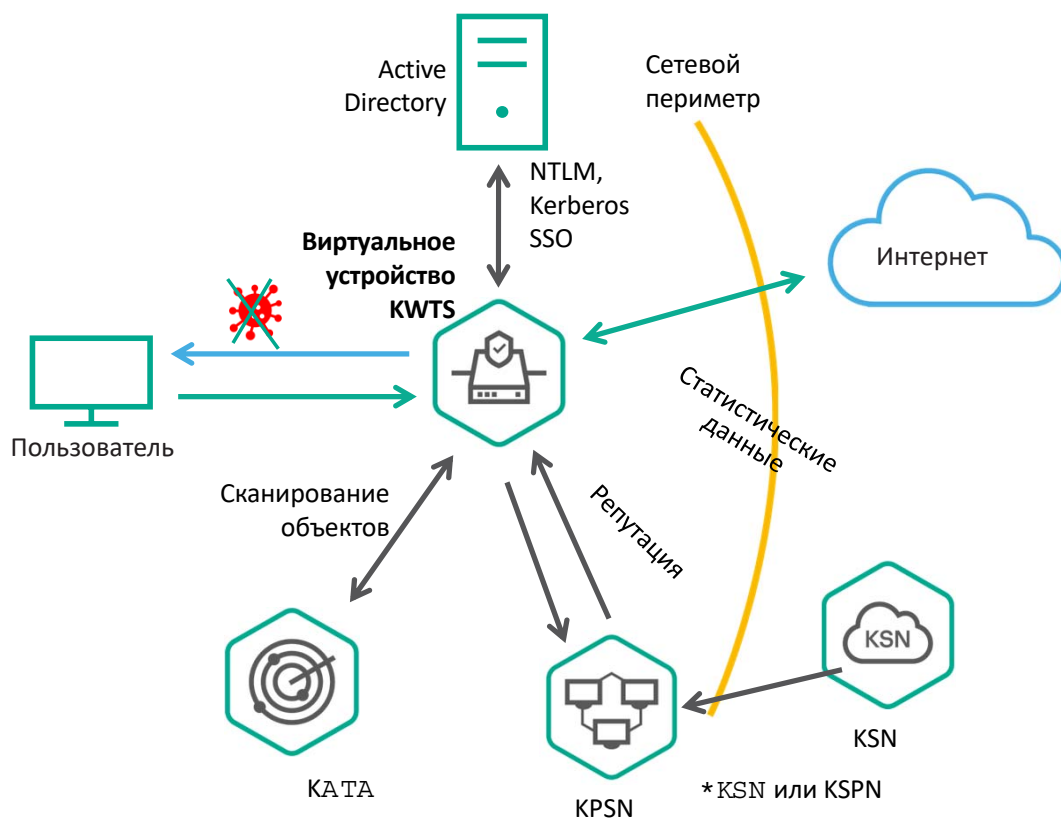 Active
Directory
Сетевой
периметр
NTLM,
Kerberos
SSO
Виртуальное
устройство
KWTS
Интернет
Пользователь
Статистические
данные
Сканирование
объектов
Репутация
KSN
KATA
KPSN
*KSN или KSPN
KSN